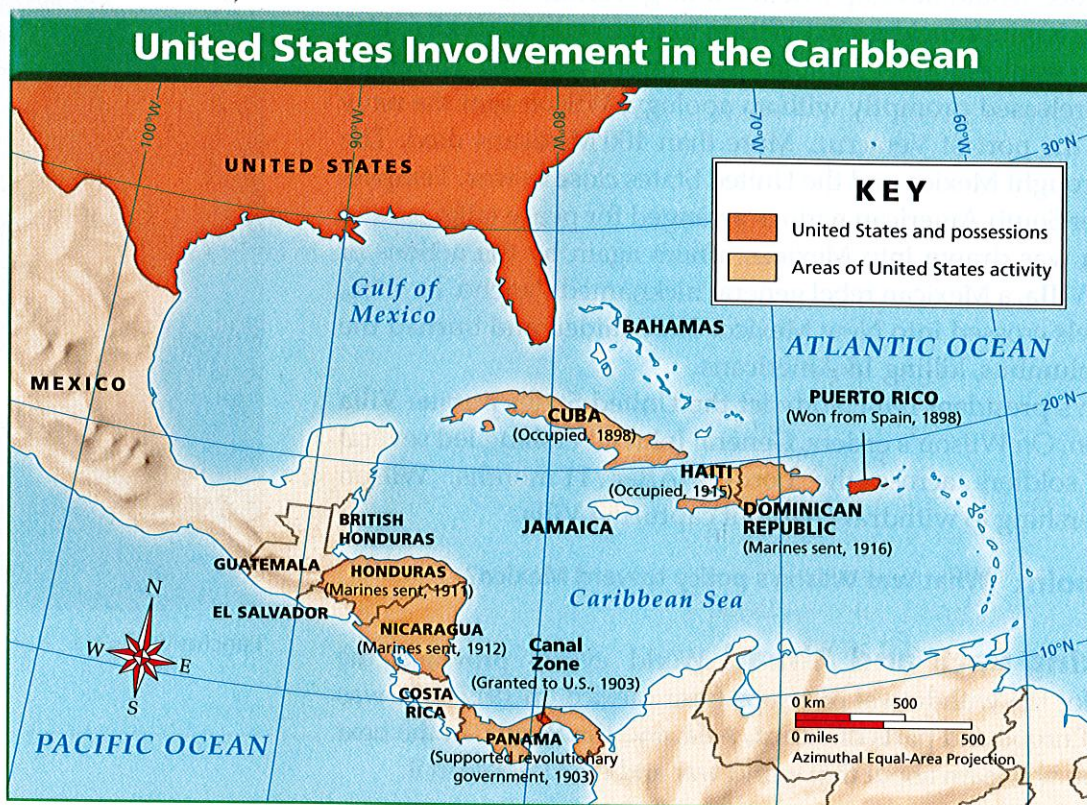 United States Involvement in the Caribbean
100°W
90°W
80°W
70°W
60°W
30°N
UNITED STATES
KEY
United States and possessions
Areas of United States activity
Gulf of
Mexico
BAHAMAS
ATLANTIC OCEAN
MEXICO
PUERTO RICO
(Won from Spain, 1898)
20°N
CUBA
(Occupied, 1898)
HAITI
(Occupied, 1915)
JAMAICA
DOMINICAN
REPUBLIC
(Marines sent, 1916)
BRITISH
HONDURAS
GUATEMALA
HONDURAS
(Marines sent, 1911)
EL SALVADOR
Caribbean Sea
NICARAGUA
(Marines sent, 1912)
Canal
Zone
(Granted to U.S., 1903)
10°N
N
W
E
S
COSTA
RICA
PANAMA
(Supported revolutionary
government, 1903)
PACIFIC OCEAN
0 km 500
0 miles 500
Azimuthal Equal-Area Projection